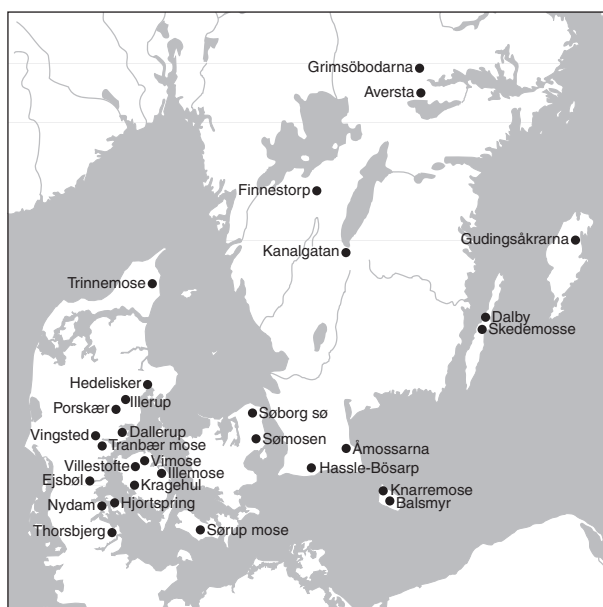 Grimsöbodarna
Aversta
Finnestorp
Gudingsåkrarna
Kanalgatan
Trinnemose
Dalby
Skedemosse
Hedelisker
Illerup
Porskær
Søborg sø
Dallerup
Vingsted
Sømosen
Tranbær mose
Åmossarna
Vimose
Villestofte
Hassle-Bösarp
Illemose
Ejsbøl
Kragehul
Knarremose
Balsmyr
Hjortspring
Nydam
Sørup mose
Thorsbjerg